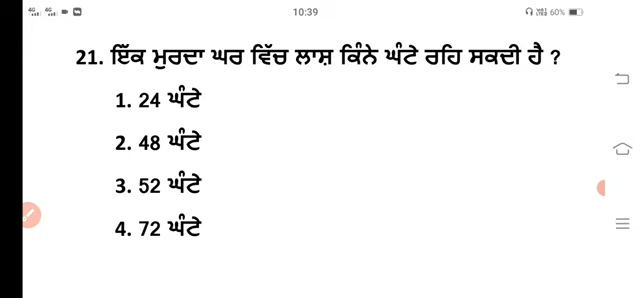 10:39
60%
21. ਇੱਕ ਮੁਰਦਾ ਘਰ ਵਿੱਚ ਲਾਸ਼ ਕਿੰਨੇ ਘੰਟੇ ਰਹਿ ਸਕਦੀ ਹੈ ?
1. 24 ਘੰਟੇ
2. 48 ਘੰਟੇ
3. 52 ਘੰਟੇ
4. 72 ਘੰਟੇ